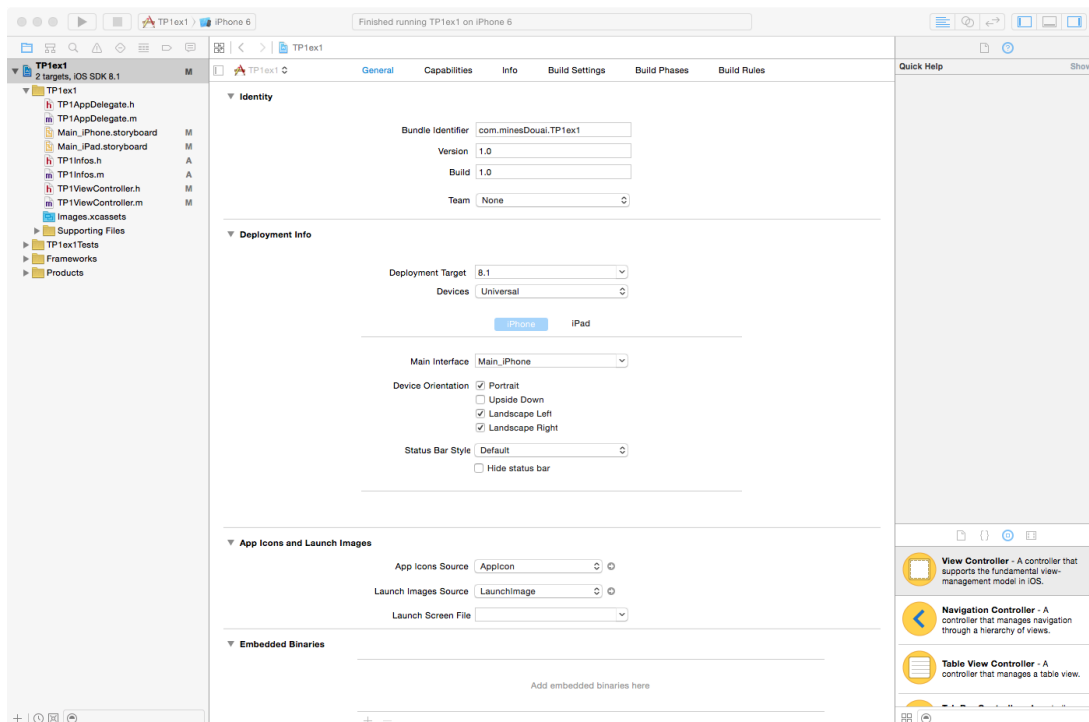 TP1ex1 iPhone 6
Finished running TP1ex1 on iPhone 6
TP1ex1
2 targets, iOS SDK 8.1 M
TP1ex1
TP1AppDelegate.h
TP1AppDelegate.m
Main_iPhone.storyboard M
Main_iPad.storyboard M
TP1Infos.h A
TP1Infos.m A
TP1ViewController.h M
TP1ViewController.m M
Images.xcassets
Supporting Files
TP1ex1Tests
Frameworks
Products
TP1ex1
TP1ex1 General Capabilities Info Build Settings Build Phases Build Rules
Identity
Bundle Identifier com.minesDouai.TP1ex1
Version 1.0
Build 1.0
Team None
Deployment Info
Deployment Target 8.1
Devices Universal
iPhone iPad
Main Interface Main_iPhone
Device Orientation Portrait
Upside Down
Landscape Left
Landscape Right
Status Bar Style Default
Hide status bar
App Icons and Launch Images
App Icons Source AppIcon
Launch Images Source LaunchImage
Launch Screen File
Embedded Binaries
Add embedded binaries here
Quick Help Show
View Controller - A controller that
supports the fundamental view-
management model in iOS.
Navigation Controller - A
controller that manages navigation
through a hierarchy of views.
Table View Controller - A
controller that manages a table view.